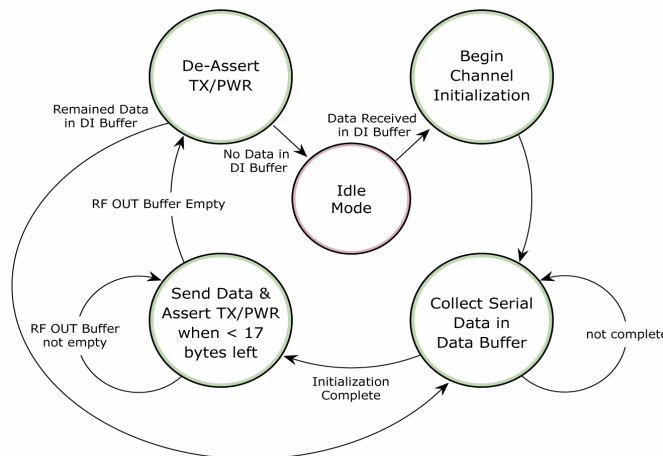 De-Assert
TX/PWR
Begin
Channel
Initialization
Remained Data
in DI Buffer
Data Received
in DI Buffer
No Data in
DI Buffer
Idle
Mode
RF OUT Buffer Empty
Send Data &
Assert TX/PWR
when < 17
bytes left
Collect Serial
Data in
Data Buffer
RF OUT Buffer
not empty
not complete
Initialization
Complete